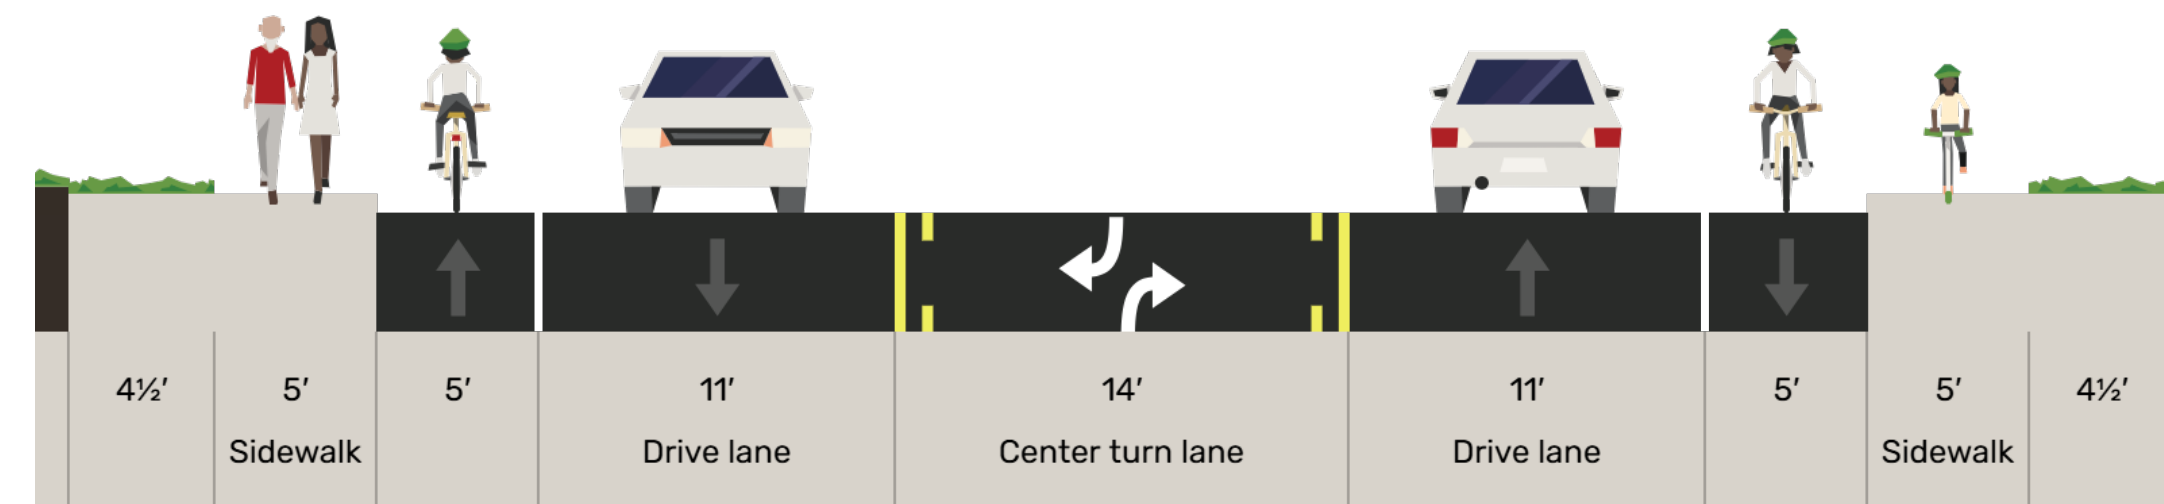 4½′ 5′ 5′ 11′ 14′ 11′ 5′ 5′ 4½′
Sidewalk Drive lane Center turn lane Drive lane Sidewalk